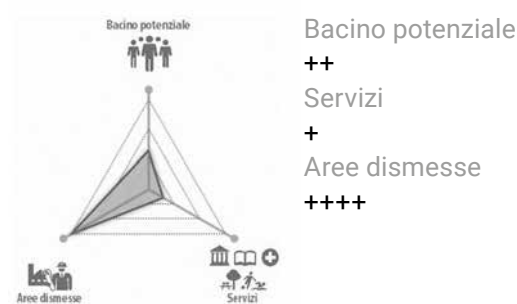 Bacino potenziale
Aree dismesse
Servizi
Bacino potenziale
++
Servizi
+
Aree dismesse
++++